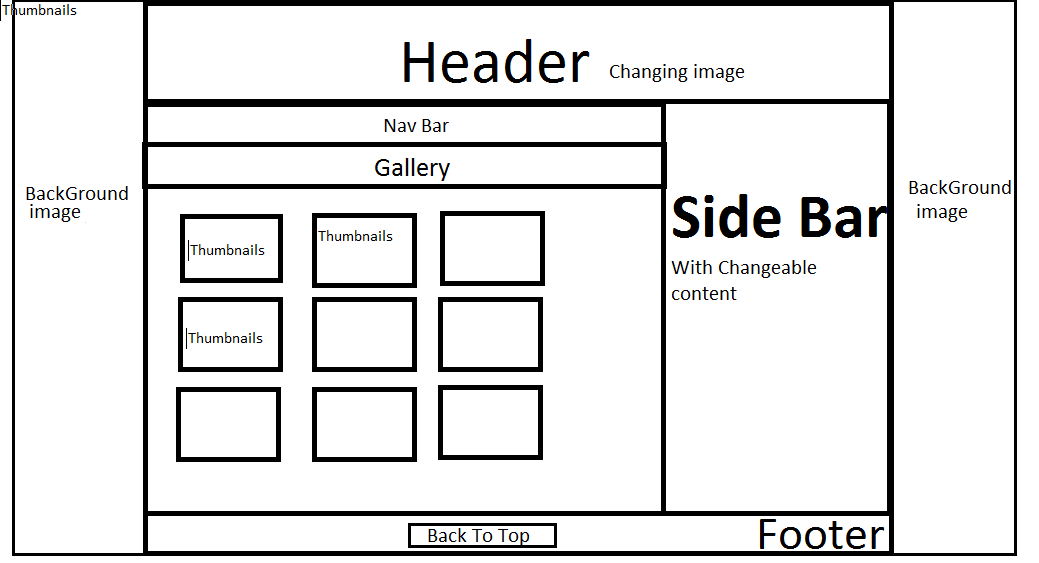 Thumbnails
Header
Changing image
Nav Bar
Gallery
BackGround
image
Thumbnails
Thumbnails
Thumbnails
Side Bar
With Changeable
content
BackGround
image
Back To Top
Footer